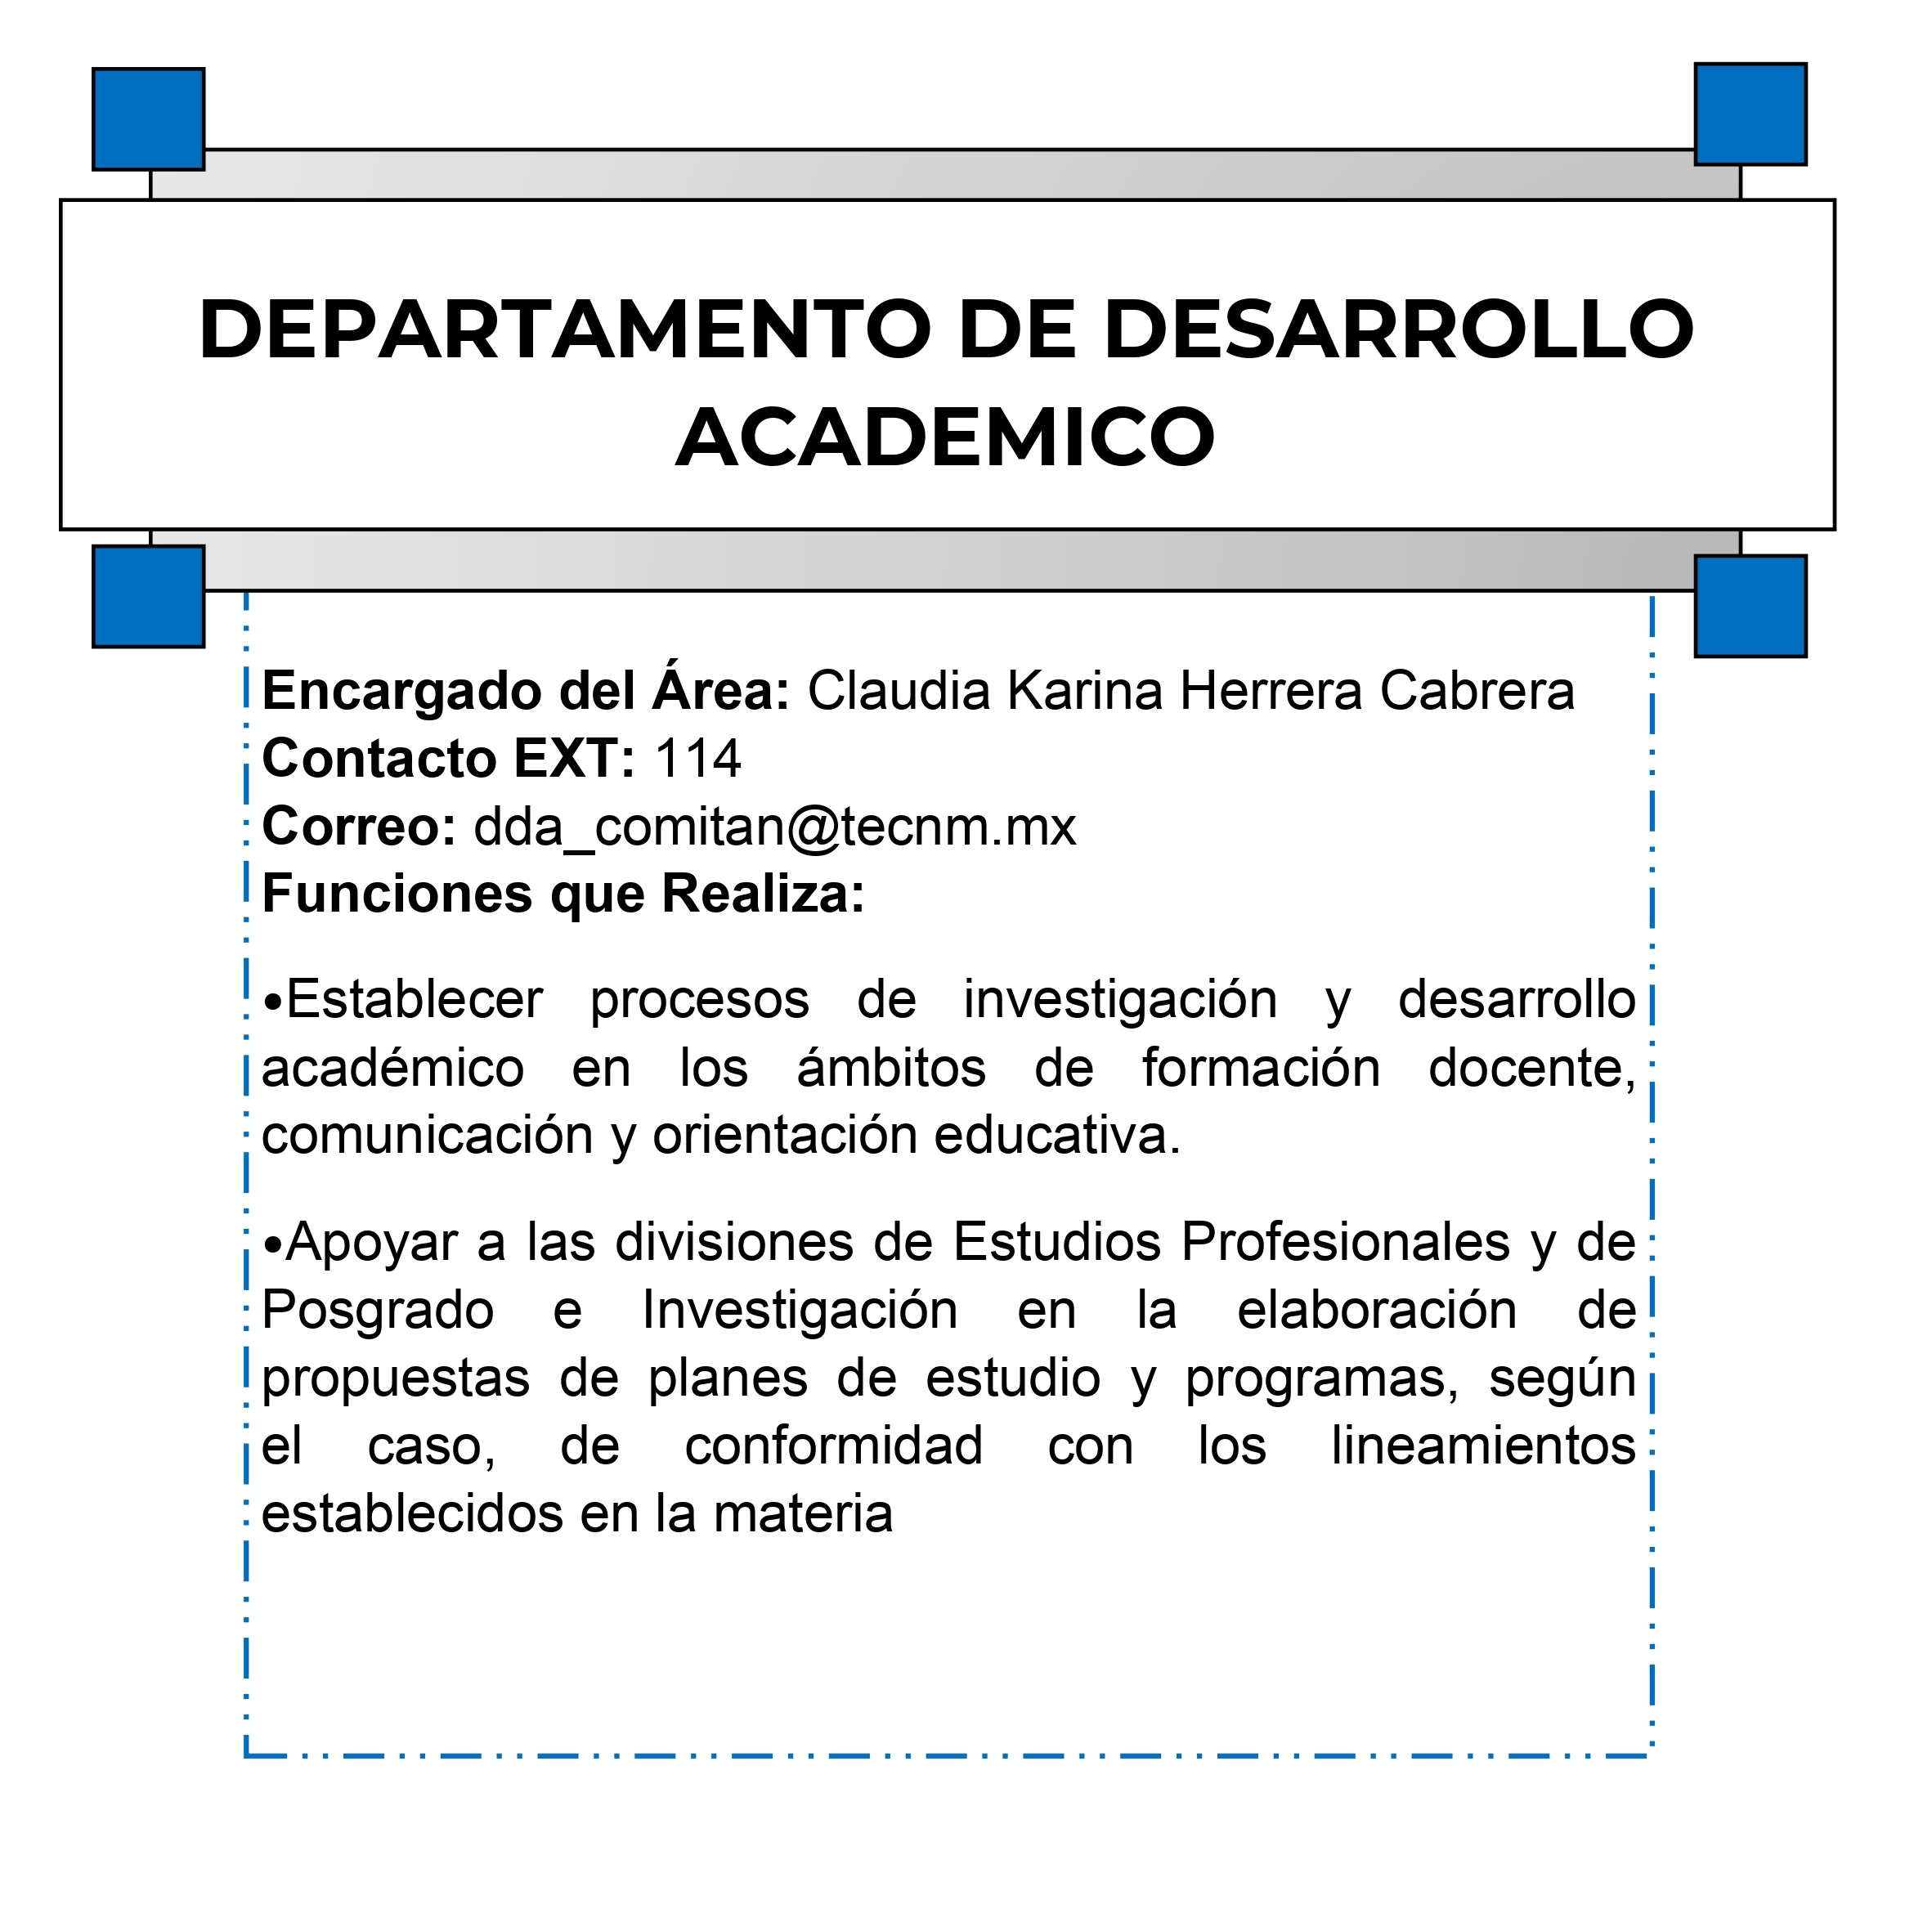 DEPARTAMENTO DE DESARROLLO
ACADEMICO
Encargado del Área: Claudia Karina Herrera Cabrera
Contacto EXT: 114
Correo: dda_comitan@tecnm.mx
Funciones que Realiza:
•Establecer procesos de investigación y desarrollo
académico en los ámbitos de formación docente,
comunicación y orientación educativa.
•Apoyar a las divisiones de Estudios Profesionales y de
Posgrado e Investigación en la elaboración de
propuestas de planes de estudio y programas, según
el caso, de conformidad con los lineamientos
establecidos en la materia